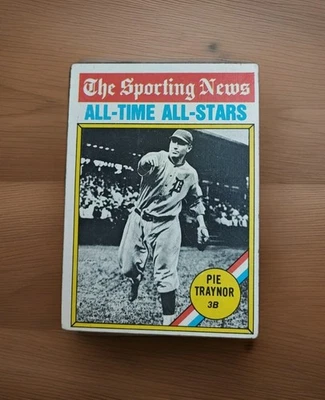 The Sporting News
ALL-TIME ALL-STARS
PIE
TRAYNOR
3B